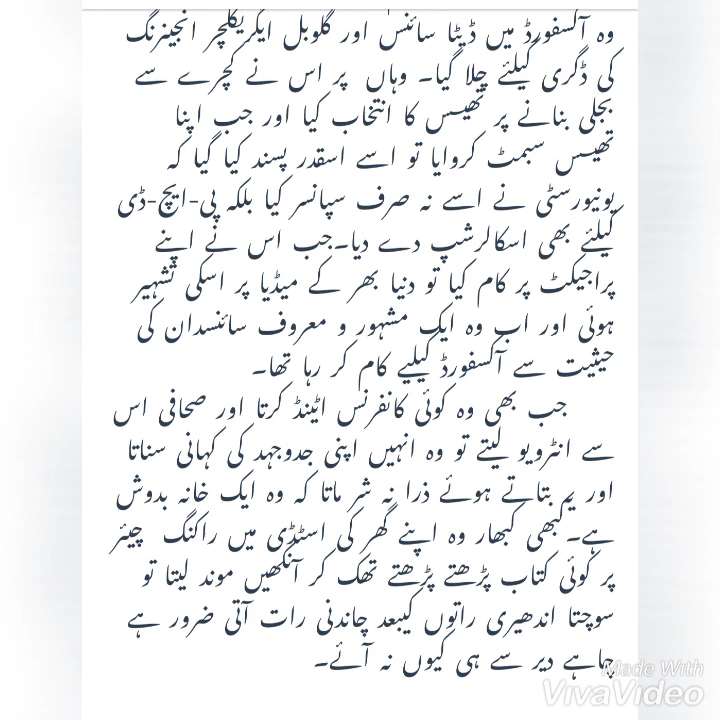 وہ آکسفورڈ میں ڈیٹا سائنس اور گلوبل ایگریکلچر انجینرنگ
کی ڈگری کیلئے چلا گیا۔ وہاں پر اس نے کچرے سے
بجلی بنانے پر تھیسس کا انتخاب کیا اور جب اپنا
تھیسس سبمٹ کروایا تو اسے اسقدر پسند کیا گیا کہ
یونیورسٹی نے اسے نہ صرف سپانسر کیا بلکہ پی-ایچ-ڈی
کیلئے بھی اسکالرشپ دے دیا۔جب اس نے اپنے
پراجیکٹ پر کام کیا تو دنیا بھر کے میڈیا پر اسکی تشہیر
ہوئی اور اب وہ ایک مشہور و معروف سائنسدان کی
حیثیت سے آکسفورڈ کیلیے کام کر رہا تھا۔
جب بھی وہ کوئی کانفرنس اٹینڈ کرتا اور صحافی اس
سے انٹرویو لیتے تو وہ انہیں اپنی جدوجہد کی کہانی سناتا
اور یہ بتاتے ہوئے ذرا نہ شر ماتا کہ وہ ایک خانہ بدوش
ہے۔کبھی کبھار وہ اپنے گھر کی اسٹڈی میں راکنگ چیئر
پر کوئی کتاب پڑھتے پڑھتے تھک کر آنکھیں موند لیتا تو
سوچتا اندھیری راتوں کیبعد چاندنی رات آتی ضرور ہے
چاہے دیر سے ہی کیوں نہ آئے۔
Made With
VivaVideo